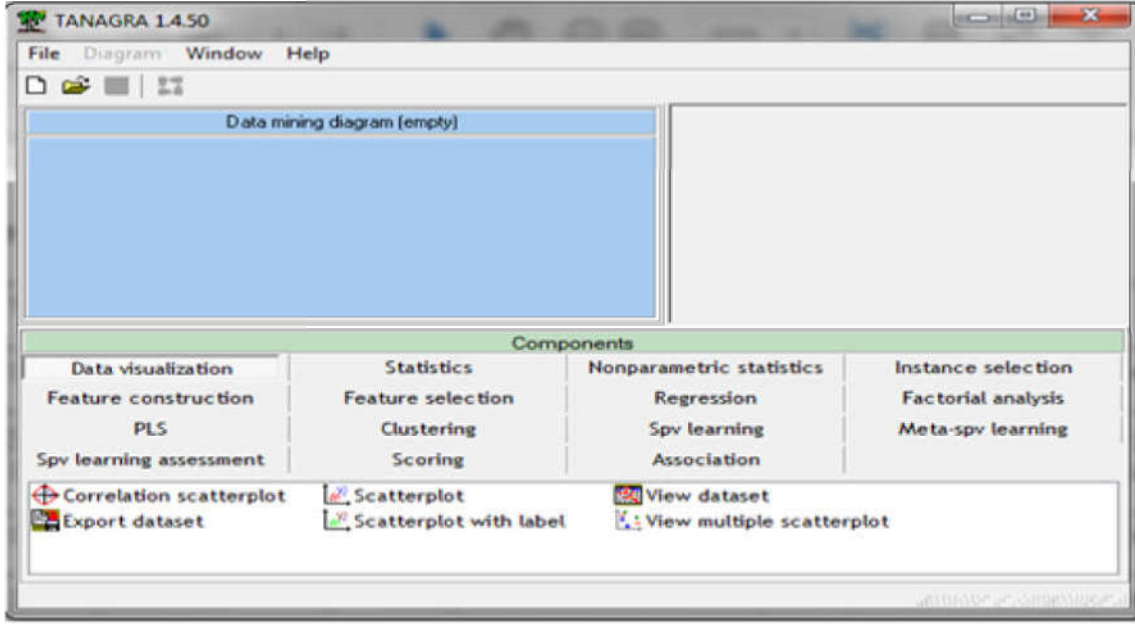 TANAGRA 1.4.50
File Diagram Window Help
Data mining diagram (empty)
Components
Data visualization Statistics Nonparametric statistics Instance selection
Feature construction Feature selection Regression Factorial analysis
PLS Clustering Spv learning Meta-spv learning
Spv learning assessment Scoring Association
Correlation scatterplot Scatterplot View dataset
Export dataset Scatterplot with label View multiple scatterplot